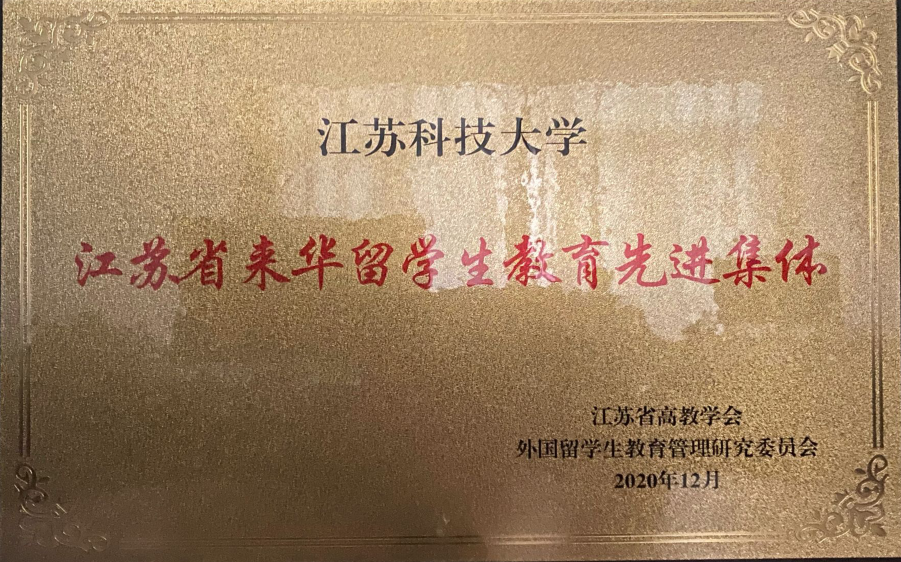 江苏科技大学
江苏省来华留学生教育先进集体
江苏省高教学会
外国留学生教育管理研究委员会
2020年12月